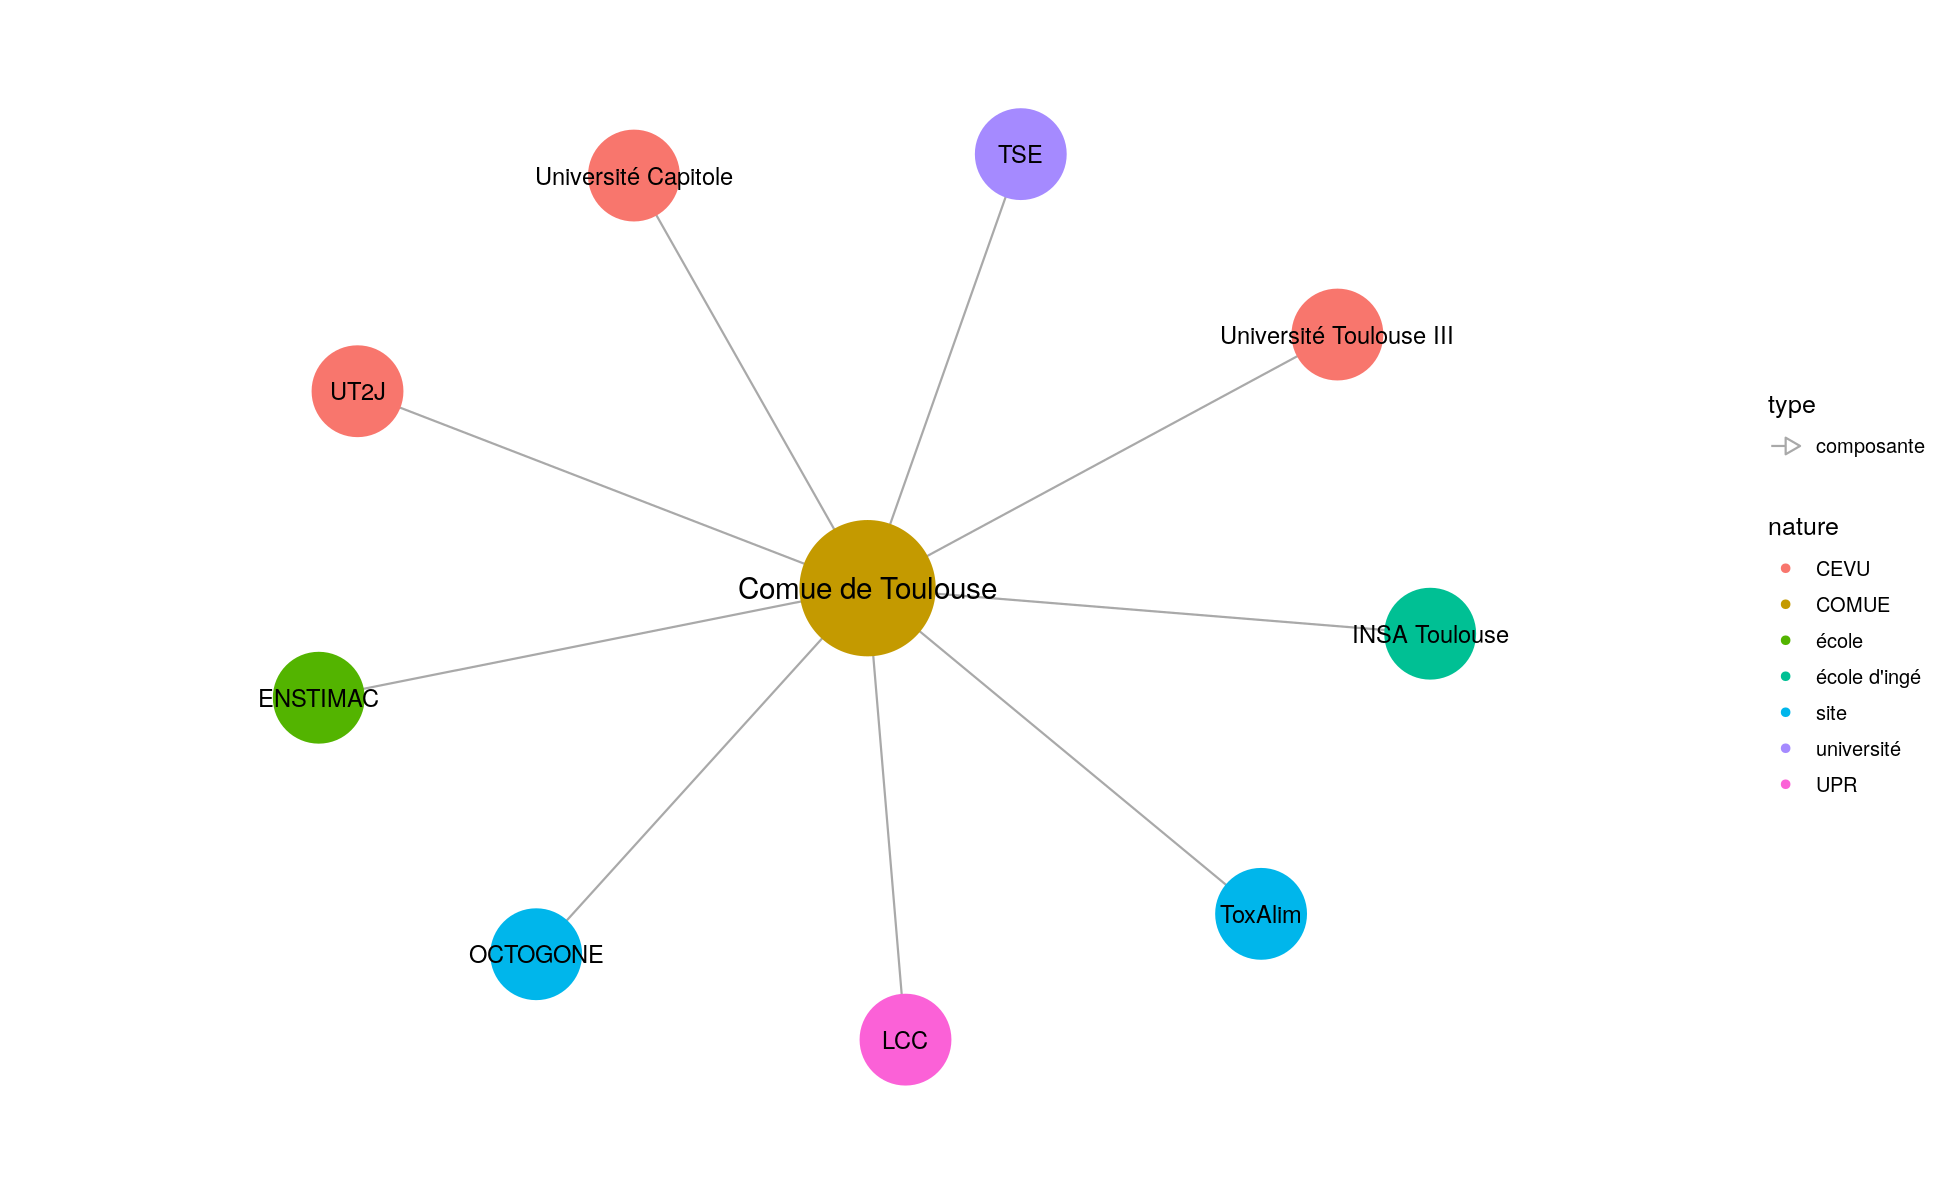 TSE
Université Capitole
Université Toulouse III
UT2J
Comue de Toulouse
INSA Toulouse
ENSTIMAC
ToxAlim
OCTOGONE
LCC
type
composante
nature
CEVU
COMUE
école
école d'ingé
site
université
UPR